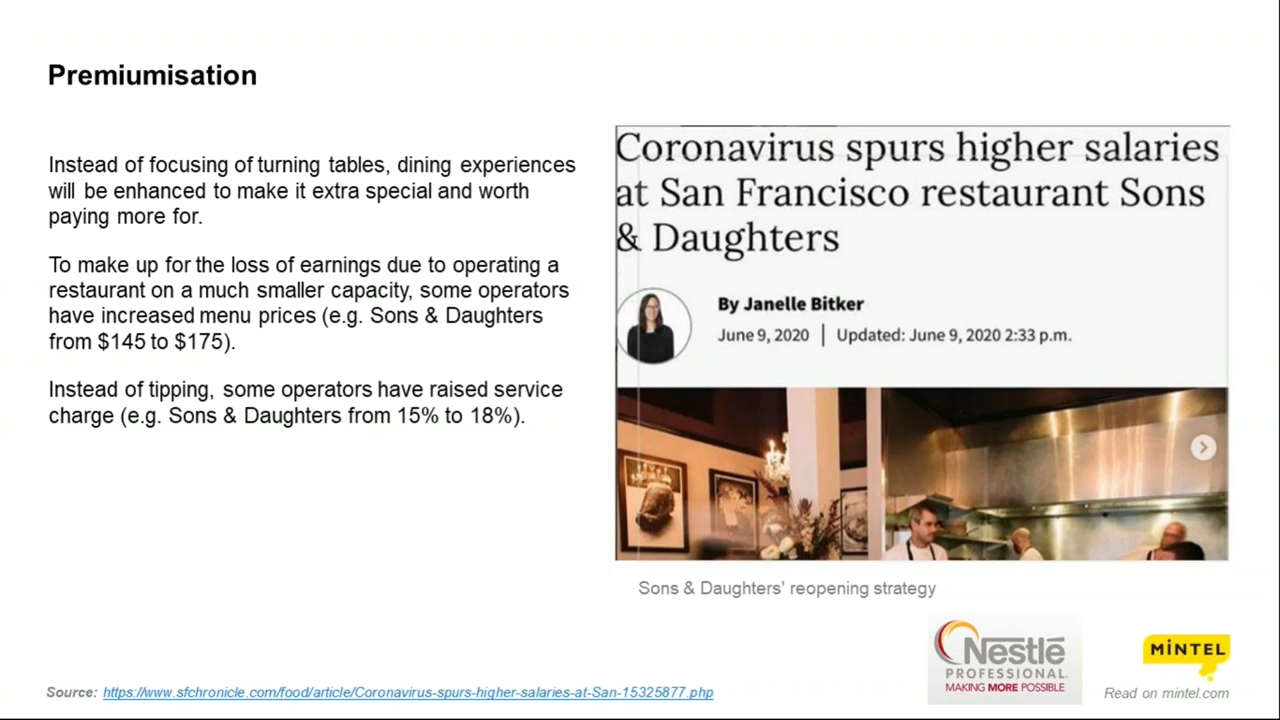 Premiumisation
Instead of focusing of turning tables, dining experiences
will be enhanced to make it extra special and worth
paying more for.
To make up for the loss of earnings due to operating a
restaurant on a much smaller capacity, some operators
have increased menu prices (e.g. Sons & Daughters
from $145 to $175).
Instead of tipping, some operators have raised service
charge (e.g. Sons & Daughters from 15% to 18%).
Coronavirus spurs higher salaries
at San Francisco restaurant Sons
& Daughters
By Janelle Bitker
June 9, 2020 | Updated: June 9, 2020 2:33 p.m.
Sons & Daughters' reopening strategy
Nestlé
PROFESSIONAL.
MAKING MORE POSSIBLE
MiNTEL
Source: https://www.sfchronicle.com/food/article/Coronavirus-spurs-higher-salaries-at-San-15325877.php
Read on mintel.com